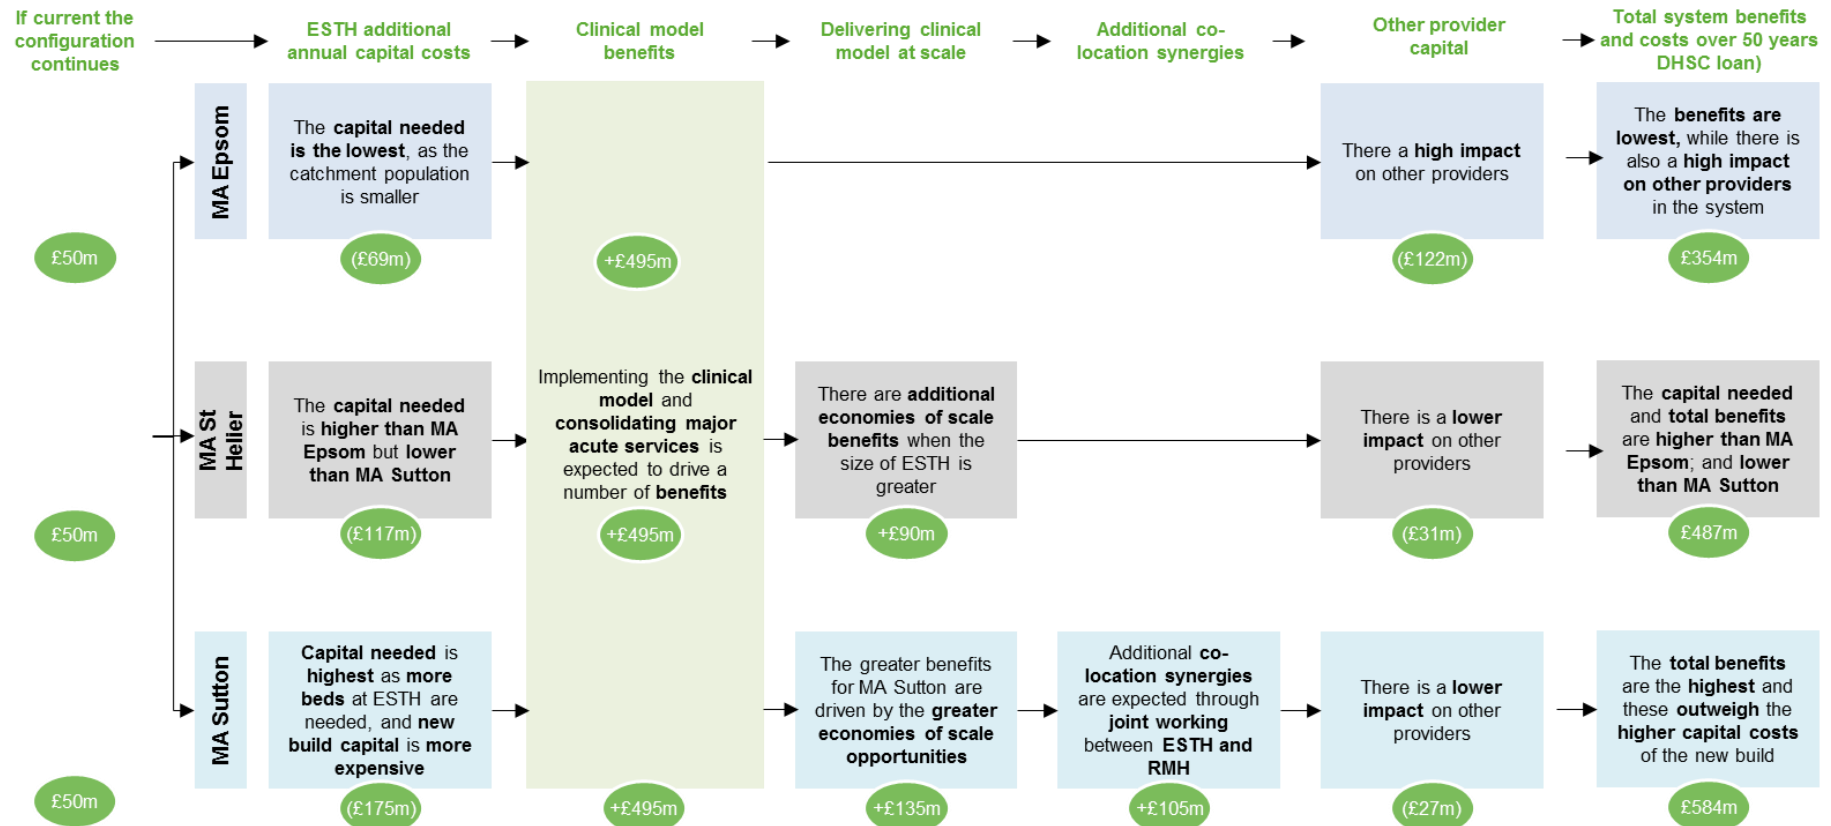 If current the
configuration
continues
ESTH additional
annual capital costs
Clinical model
benefits
Delivering clinical
model at scale
Additional co-
location synergies
Other provider
capital
Total system benefits
and costs over 50 years
DHSC loan)
MA Epsom
The capital needed
is the lowest, as the
catchment population
is smaller
There a high impact
on other providers
The benefits are
lowest, while there is
also a high impact
on other providers
in the system
£50m
(£69m)
+£495m
(£122m)
£354m
MA St
Helier
The capital needed
is higher than MA
Epsom but lower
than MA Sutton
Implementing the clinical
model and
consolidating major
acute services is
expected to drive a
number of benefits
There are additional
economies of scale
benefits when the
size of ESTH is
greater
There is a lower
impact on other
providers
The capital needed
and total benefits
are higher than MA
Epsom; and lower
than MA Sutton
£50m
(£117m)
+£495m
+£90m
(£31m)
£487m
MA Sutton
Capital needed is
highest as more
beds at ESTH are
needed, and new
build capital is more
expensive
The greater benefits
for MA Sutton are
driven by the greater
economies of scale
opportunities
Additional co-
location synergies
are expected through
joint working
between ESTH and
RMH
There is a lower
impact on other
providers
The total benefits
are the highest and
these outweigh the
higher capital costs
of the new build
£50m
(£175m)
+£495m
+£135m
+£105m
(£27m)
£584m